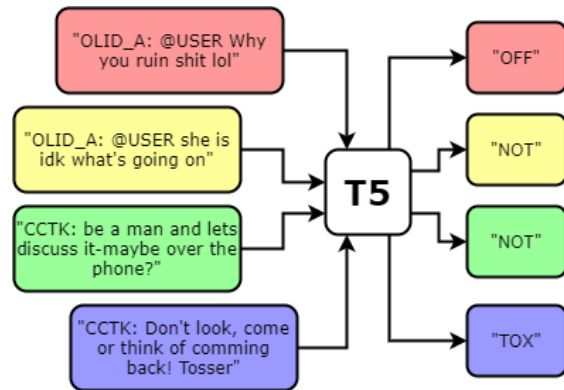 "OLID_A: @USER Why
you ruin shit lol"
"OFF"
"OLID_A: @USER she is
idk what's going on"
"NOT"
T5
"CCTK: be a man and lets
discuss it-maybe over the
phone?"
"NOT"
"CCTK: Don't look, come
or think of comming
back! Tosser"
"TOX"